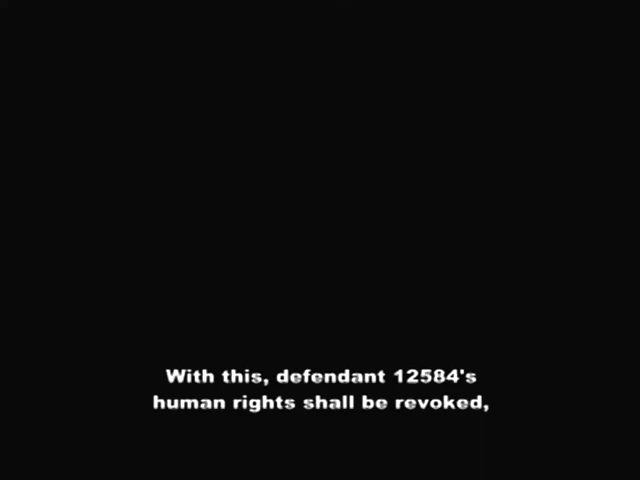 With this, defendant 12584's
human rights shall be revoked,